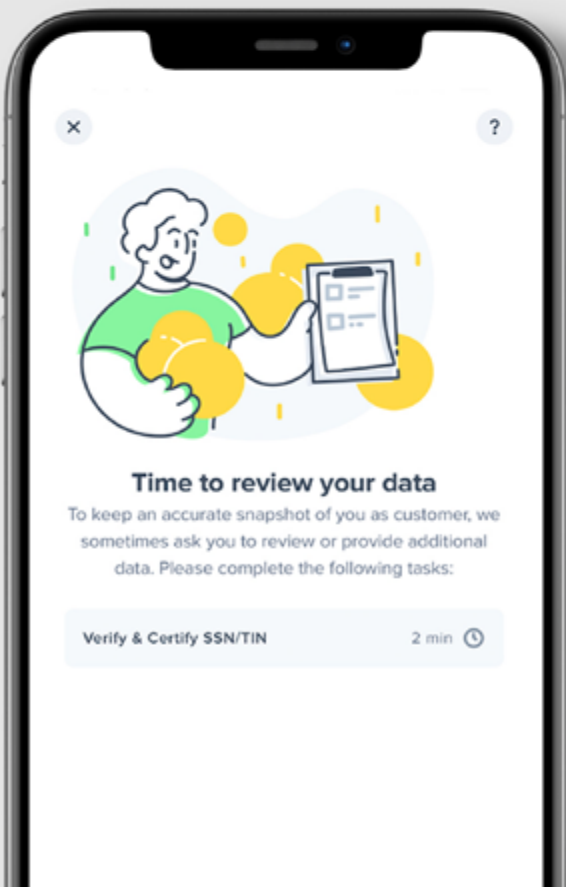 ×
?
Time to review your data
To keep an accurate snapshot of you as customer, we
sometimes ask you to review or provide additional
data. Please complete the following tasks:
Verify & Certify SSN/TIN 2 min